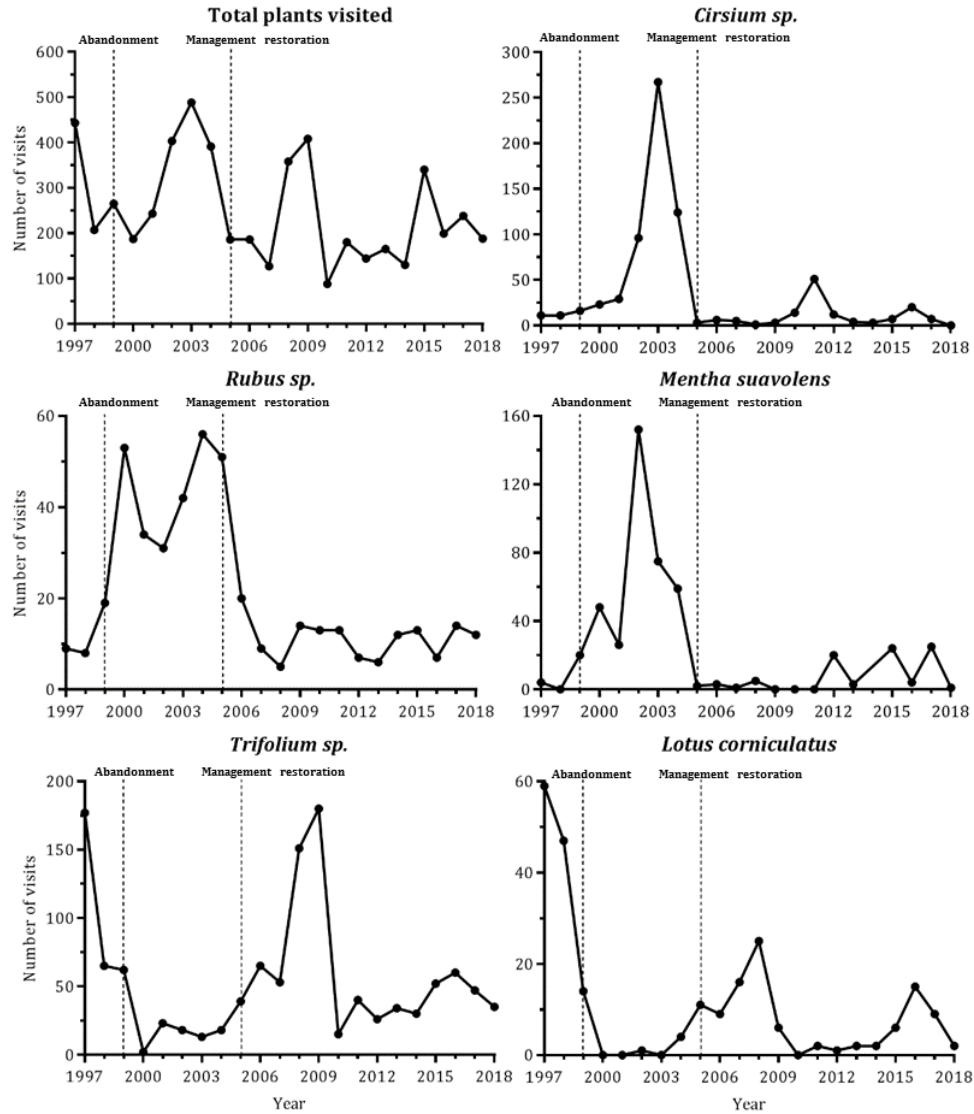 Total plants visited
Abandonment Management restoration
600
500
400
300
200
100
0
Number of visits
1997 2000 2003 2006 2009 2012 2015 2018
Cirsium sp.
Abandonment Management restoration
300
250
200
150
100
50
0
1997 2000 2003 2006 2009 2012 2015 2018
Rubus sp.
Abandonment Management restoration
60
40
20
0
Number of visits
1997 2000 2003 2006 2009 2012 2015 2018
Mentha suavolens
Abandonment Management restoration
160
120
80
40
0
1997 2000 2003 2006 2009 2012 2015 2018
Trifolium sp.
Abandonment Management restoration
200
150
100
50
0
Number of visits
1997 2000 2003 2006 2009 2012 2015 2018
Year
Lotus corniculatus
Abandonment Management restoration
60
40
20
0
1997 2000 2003 2006 2009 2012 2015 2018
Year